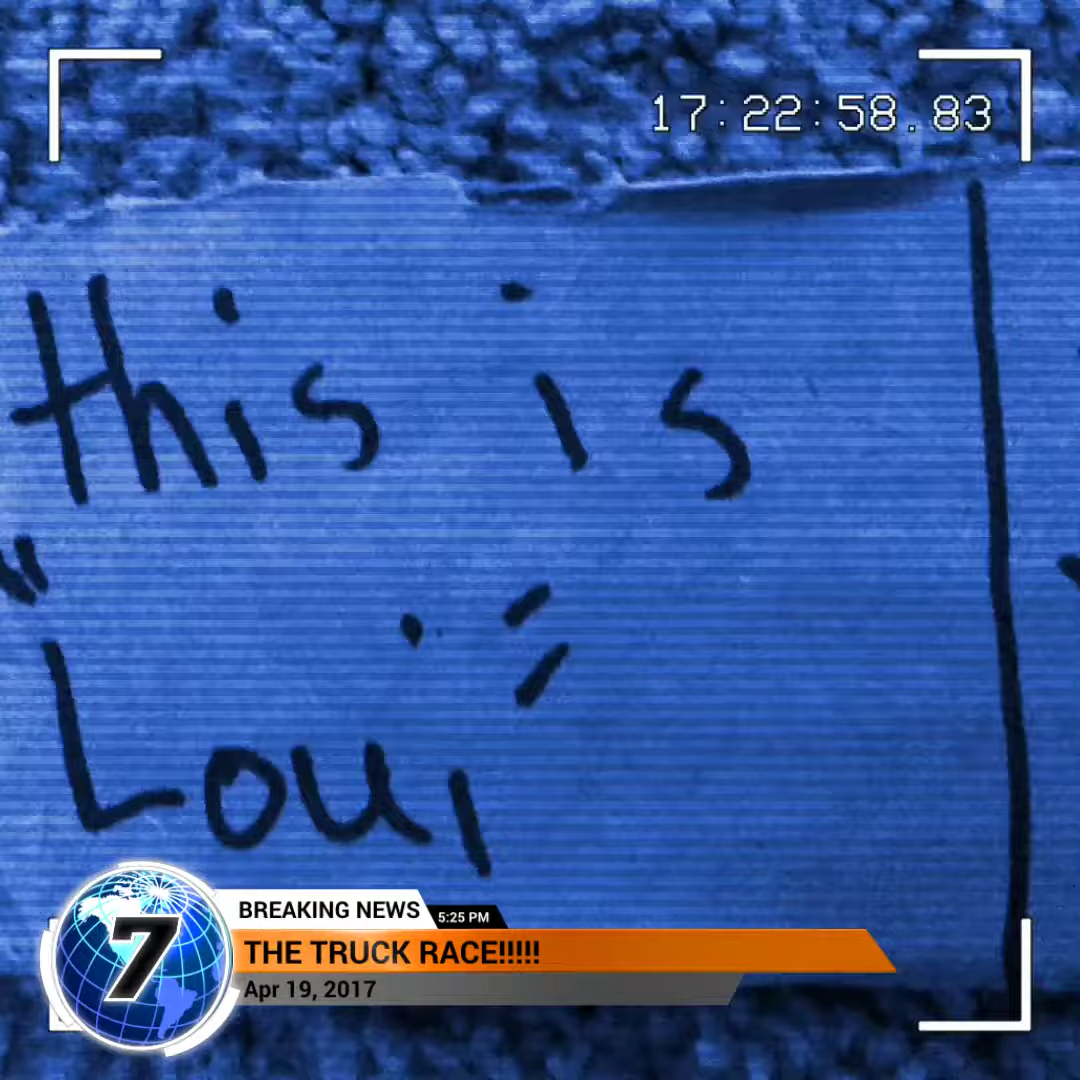 17:22:58.83
this is
"Loui"
7
BREAKING NEWS 5:25 PM
THE TRUCK RACE!!!!!
Apr 19, 2017